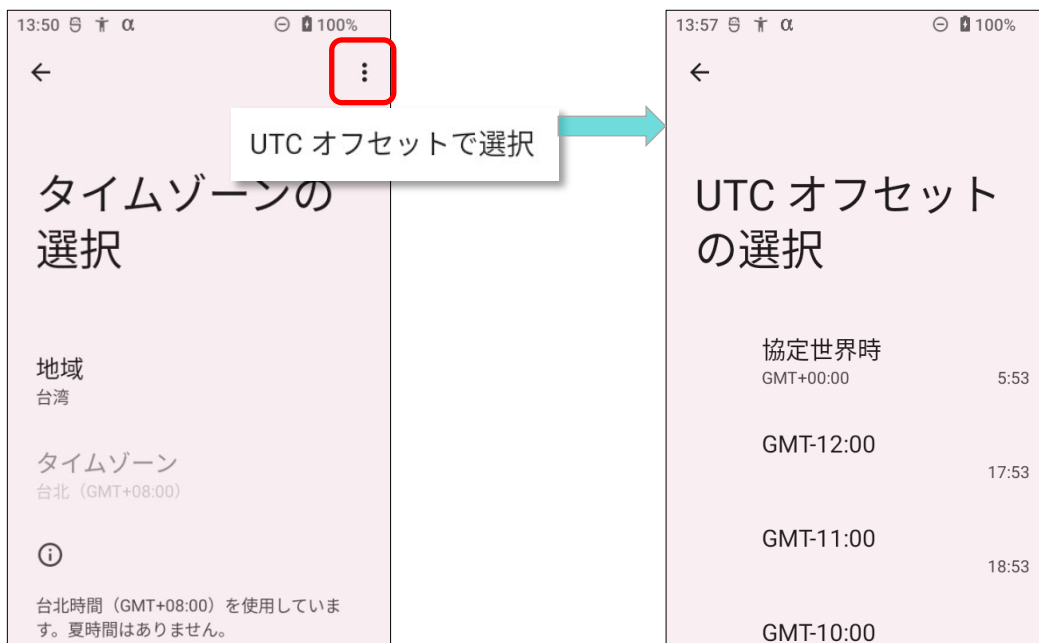 13:50 100%
UTC オフセットで選択
タイムゾーンの
選択
地域
台湾
タイムゾーン
台北（GMT+08:00）
台北時間（GMT+08:00）を使用していま
す。夏時間はありません。
13:57 100%
UTC オフセット
の選択
協定世界時
GMT+00:00 5:53
GMT-12:00
17:53
GMT-11:00
18:53
GMT-10:00